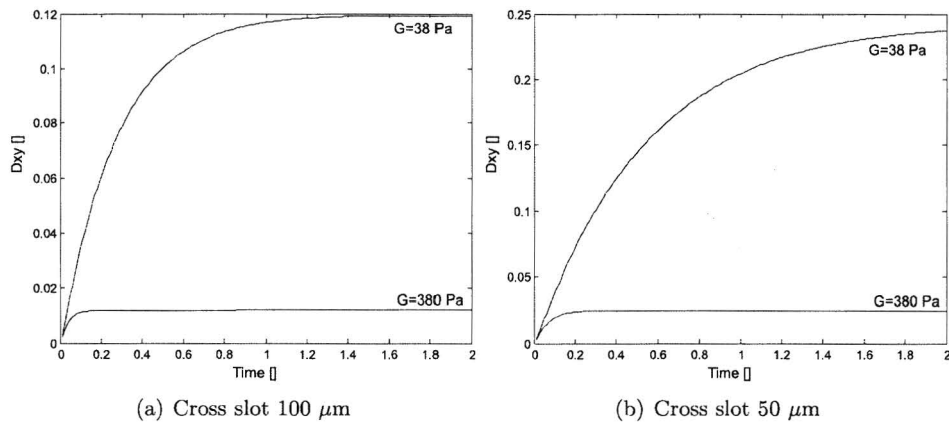 0.12
0.1
0.08
0.06
0.04
0.02
0
Dxy []
G=38 Pa
G=380 Pa
0 0.2 0.4 0.6 0.8 1 1.2 1.4 1.6 1.8 2
Time []
(a) Cross slot 100 μm
0.25
0.2
0.15
0.1
0.05
0
Dxy []
G=38 Pa
G=380 Pa
0 0.2 0.4 0.6 0.8 1 1.2 1.4 1.6 1.8 2
Time []
(b) Cross slot 50 μm